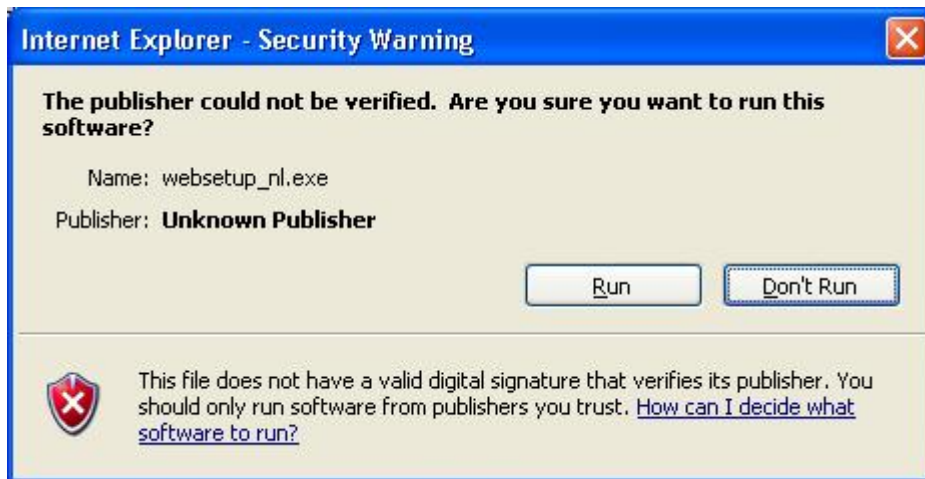 Internet Explorer - Security Warning
The publisher could not be verified.  Are you sure you want to run this
software?
Name: websetup_nl.exe
Publisher: Unknown Publisher
Run
Don't Run
This file does not have a valid digital signature that verifies its publisher. You
should only run software from publishers you trust. How can I decide what
software to run?